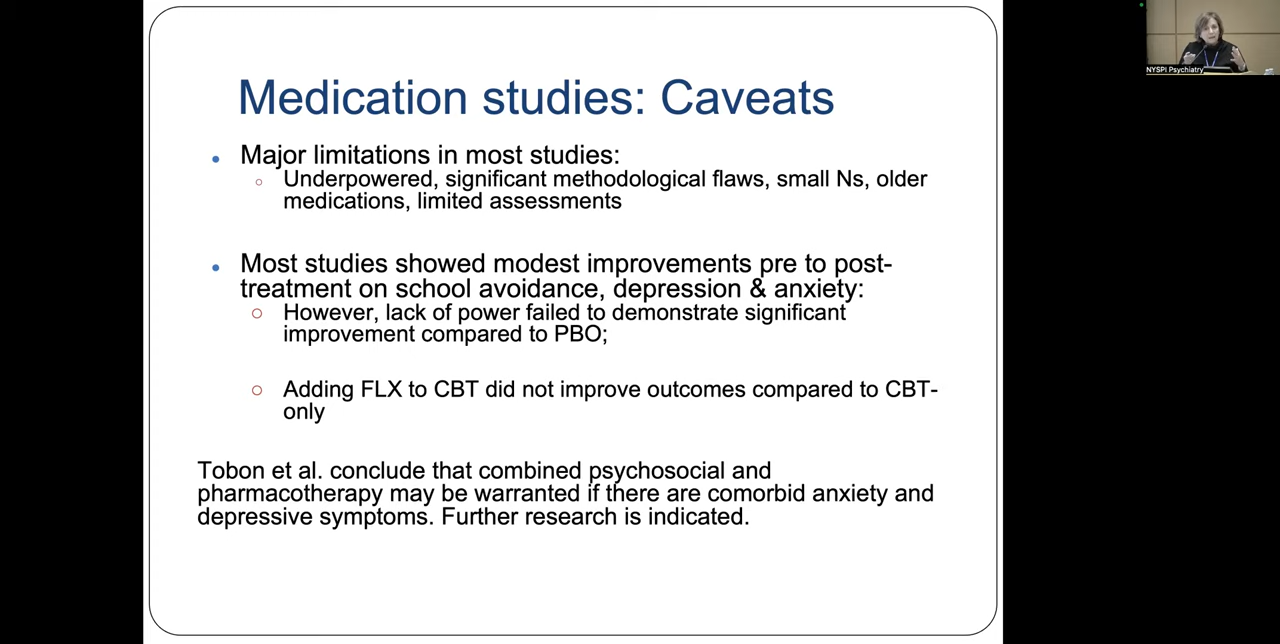 Medication studies: Caveats
• Major limitations in most studies:
○ Underpowered, significant methodological flaws, small Ns, older
medications, limited assessments
• Most studies showed modest improvements pre to post-
treatment on school avoidance, depression & anxiety:
○ However, lack of power failed to demonstrate significant
improvement compared to PBO;
○ Adding FLX to CBT did not improve outcomes compared to CBT-
only
Tobon et al. conclude that combined psychosocial and
pharmacotherapy may be warranted if there are comorbid anxiety and
depressive symptoms. Further research is indicated.
NYSPI Psychiatry